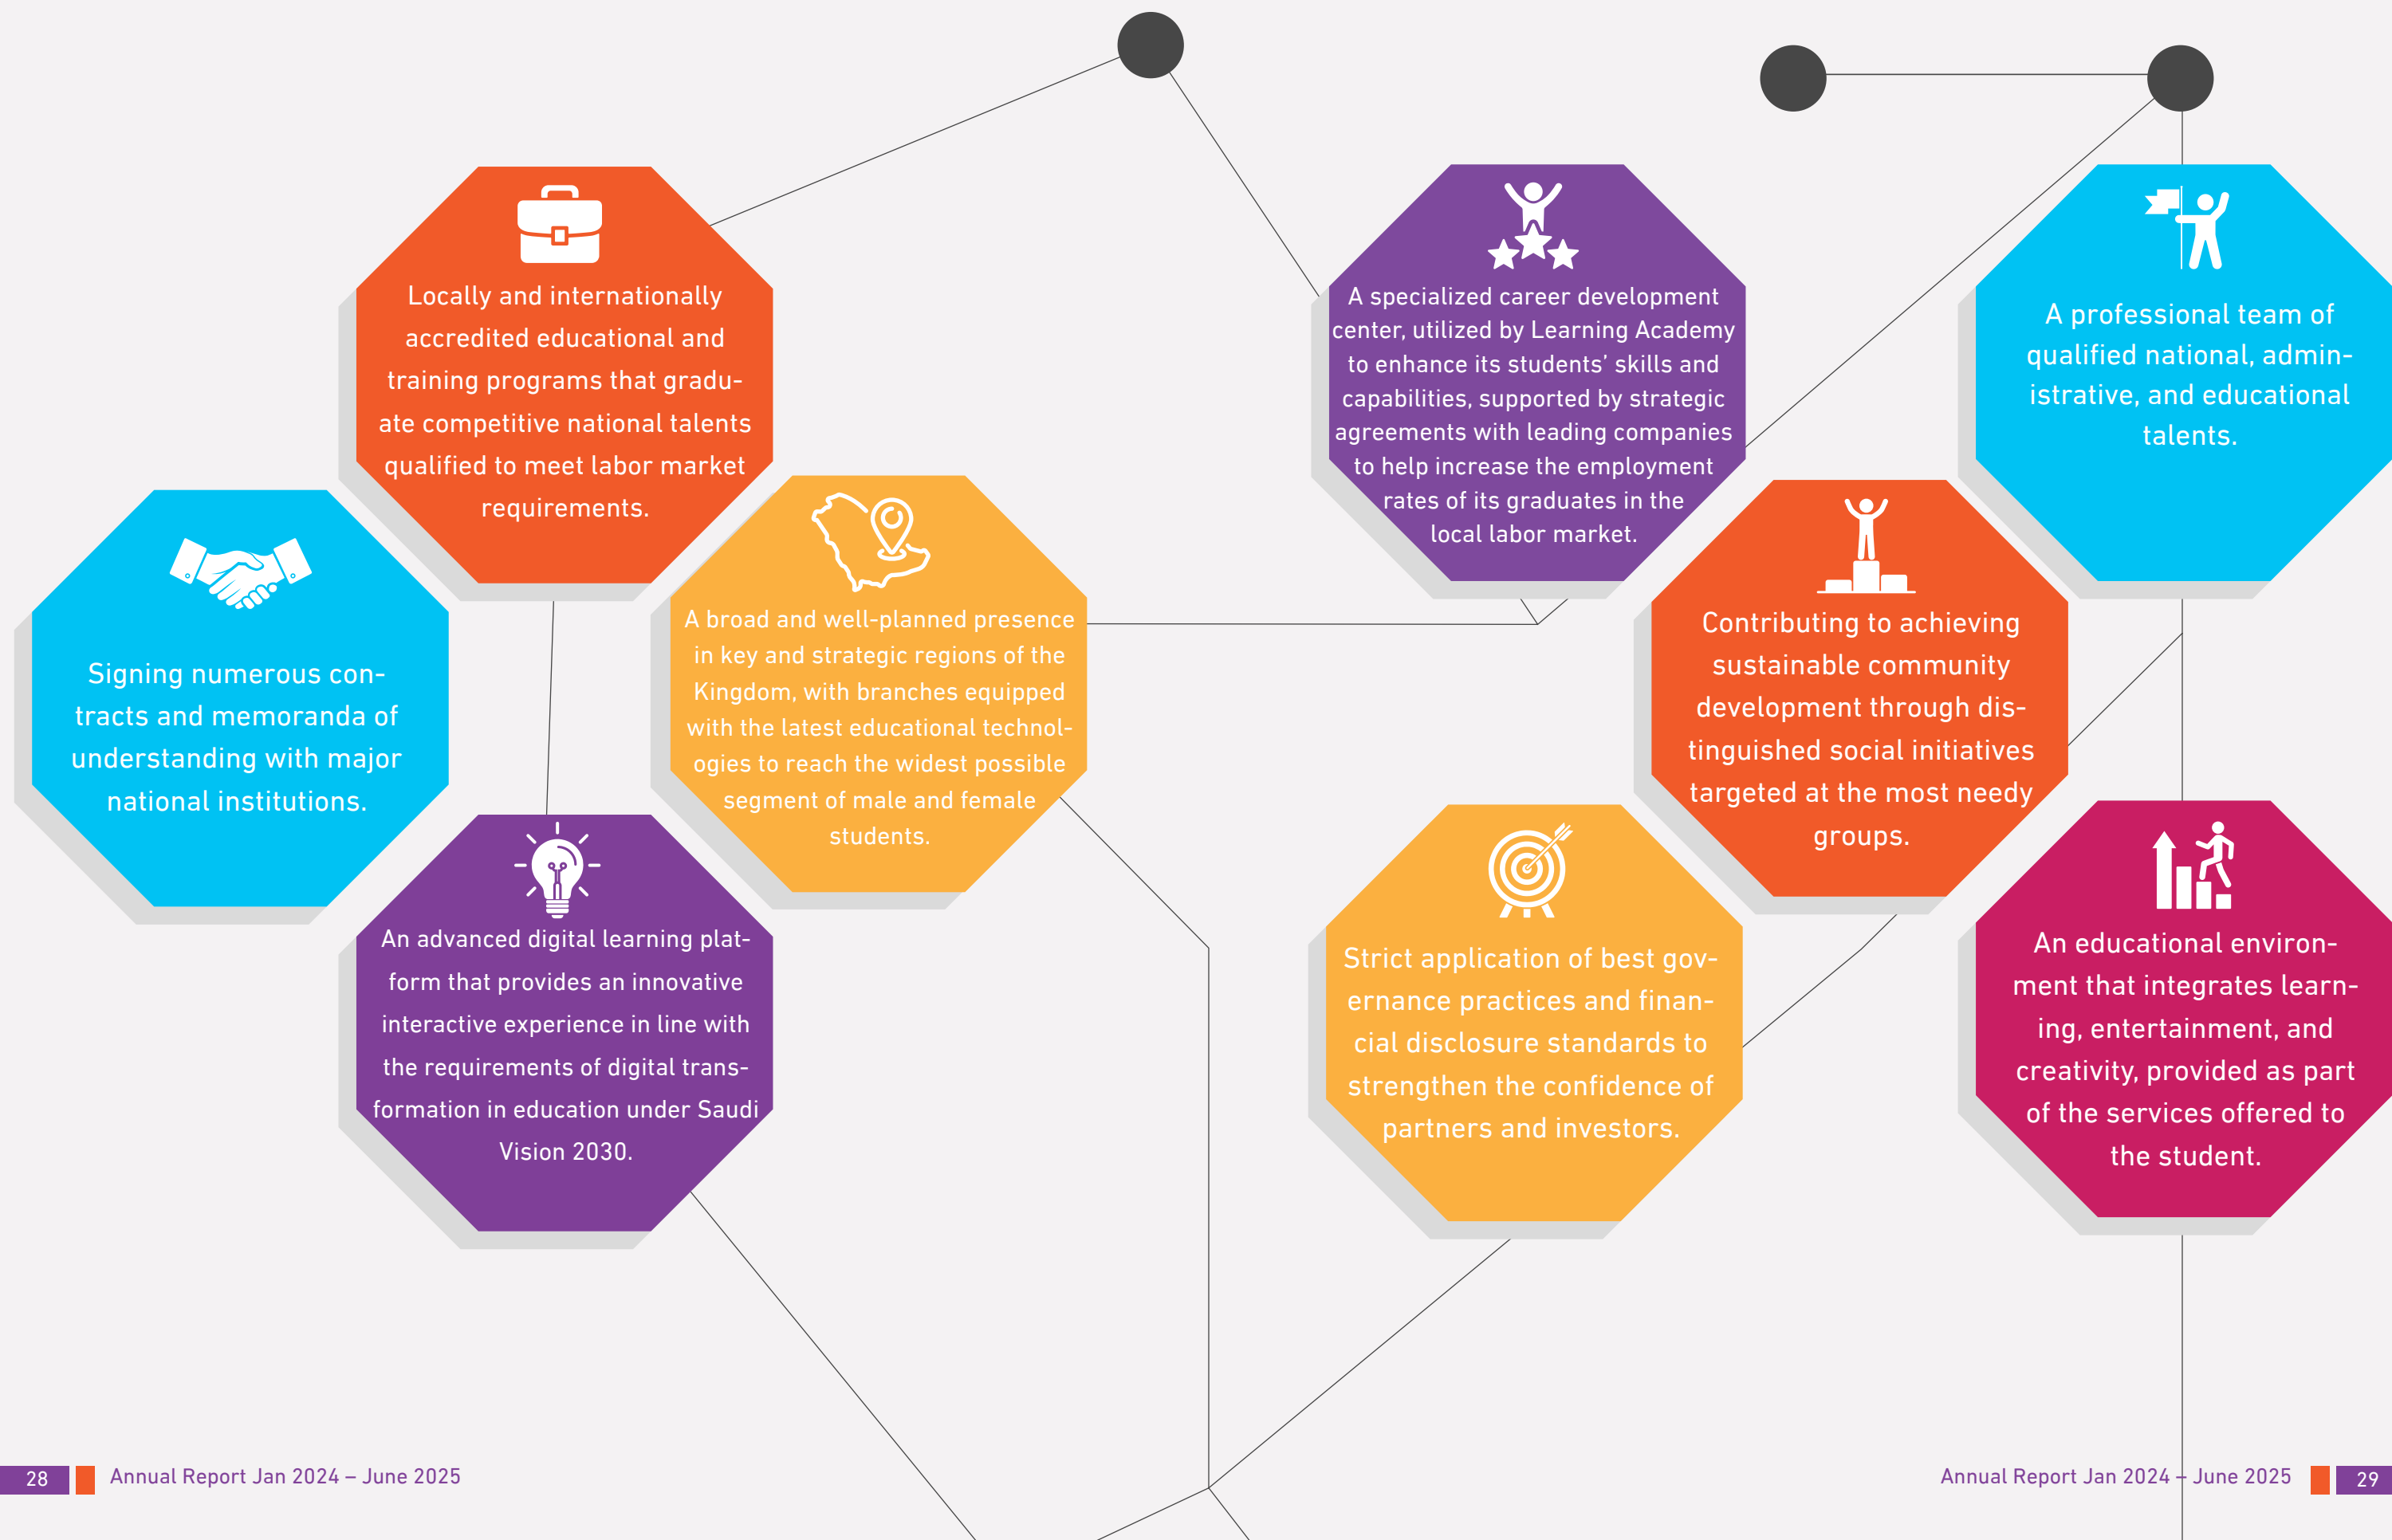 Locally and internationally
accredited educational and
training programs that gradu-
ate competitive national talents
qualified to meet labor market
requirements.
Signing numerous con-
tracts and memoranda of
understanding with major
national institutions.
A broad and well-planned presence
in key and strategic regions of the
Kingdom, with branches equipped
with the latest educational technol-
ogies to reach the widest possible
segment of male and female
students.
An advanced digital learning plat-
form that provides an innovative
interactive experience in line with
the requirements of digital trans-
formation in education under Saudi
Vision 2030.
A specialized career development
center, utilized by Learning Academy
to enhance its students’ skills and
capabilities, supported by strategic
agreements with leading companies
to help increase the employment
rates of its graduates in the
local labor market.
A professional team of
qualified national, admin-
istrative, and educational
talents.
Contributing to achieving
sustainable community
development through dis-
tinguished social initiatives
targeted at the most needy
groups.
Strict application of best gov-
ernance practices and finan-
cial disclosure standards to
strengthen the confidence of
partners and investors.
An educational environ-
ment that integrates learn-
ing, entertainment, and
creativity, provided as part
of the services offered to
the student.
28 Annual Report Jan 2024 – June 2025
Annual Report Jan 2024 – June 2025 29